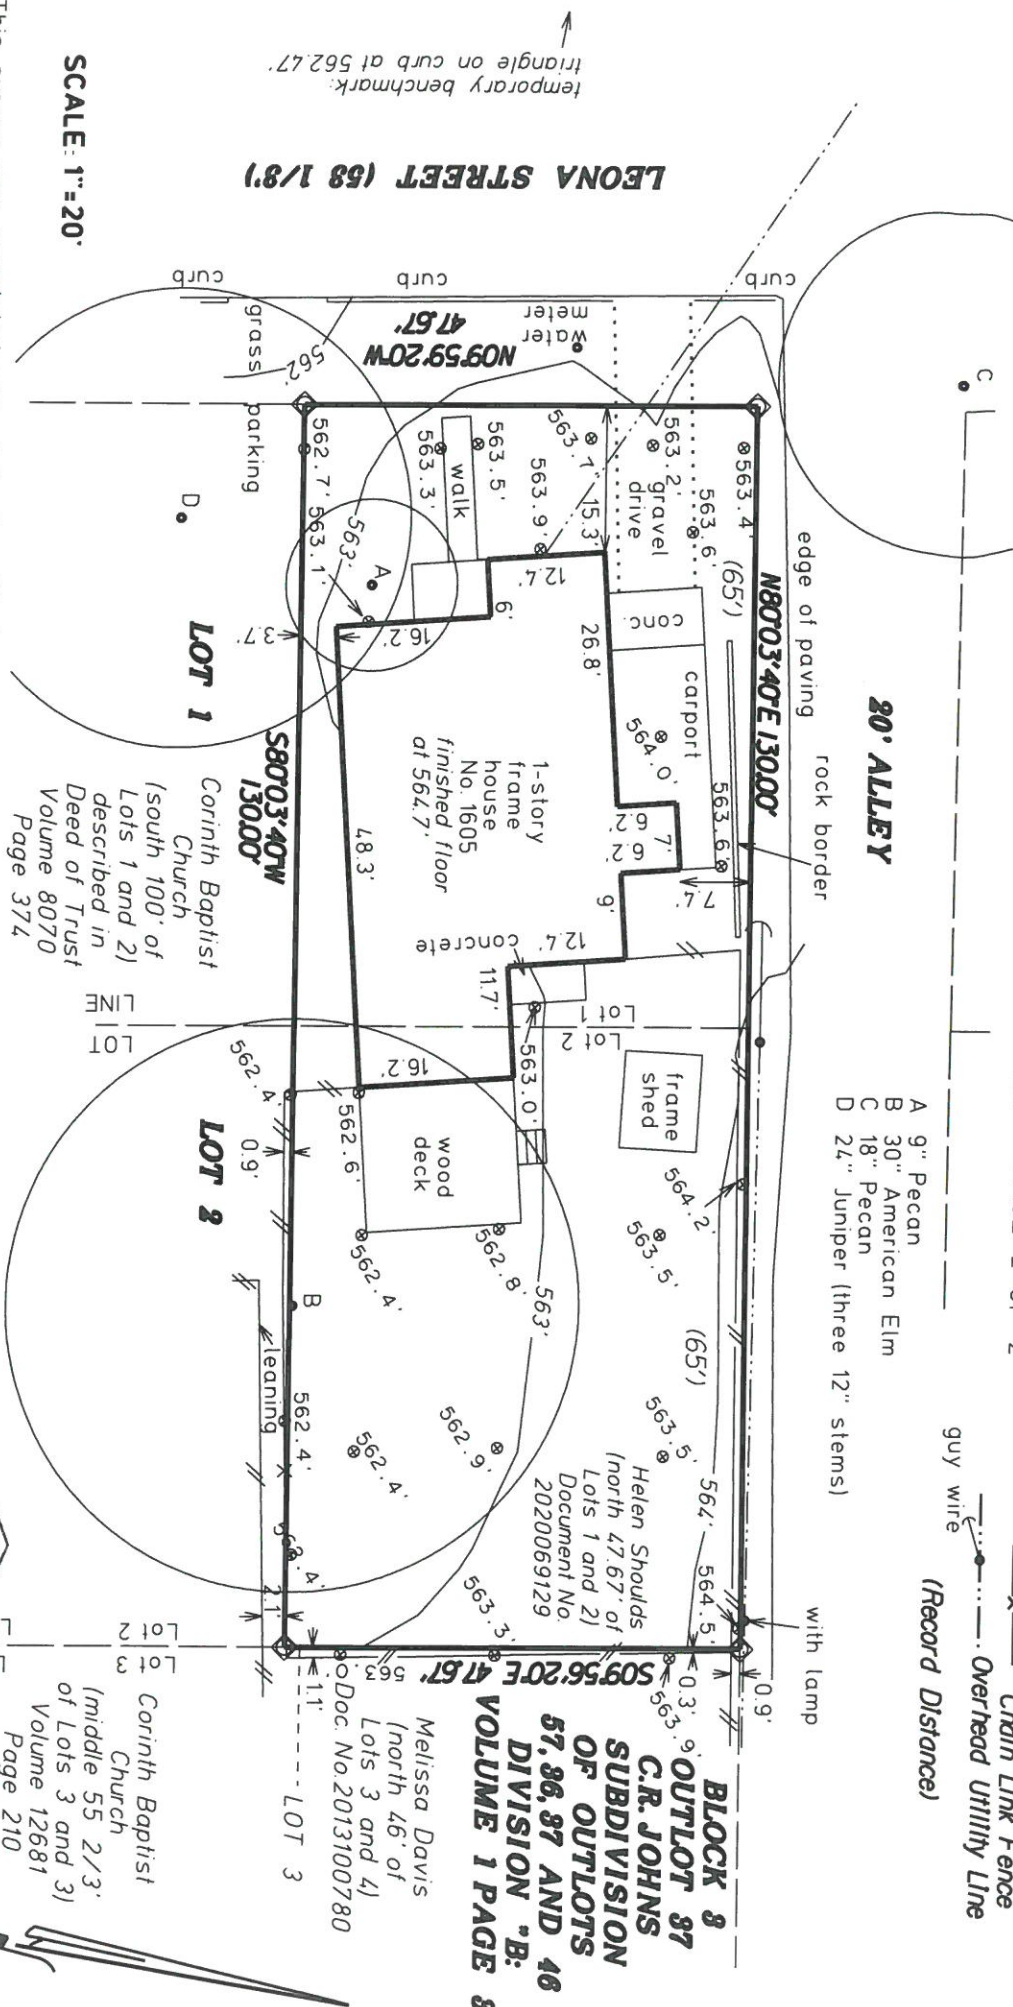 temporary benchmark:
triangle on curb at 562.47'
SCALE: 1"=20'
LEONA STREET (53 1/3')
curb
curb
curb
N09°59'20"W
47.67'
water
meter
grass
parking
562'
C
edge of paving
20' ALLEY
rock border
N80°03'40"E 130.00'
(65')
562.7'
563.1'
563.3'
563.5'
563.9'
563.7'
563.2'
563.4'
563.6'
563'
walk
gravel
drive
15.3'
12.4'
6'
16.2'
26.8'
A
D
3.7'
conc.
carport
564.0'
563.6'
6.2'
6.2'
7'
7.4'
9'
12.4'
11.7'
concrete
1-story
frame
house
No. 1605
finished floor
at 564.7'
48.3'
LOT 1
S80°03'40"W
130.00'
Corinth Baptist
Church
(south 100' of
Lots 1 and 2)
described in
Deed of Trust
Volume 8070
Page 374
LOT
LINE
Lot 1
Lot 2
563.0'
16.2'
562.4'
562.6'
0.9'
LOT 2
wood
deck
frame
shed
564.2'
563.5'
562.4'
562.8'
563'
(65')
B
leaning
562.4'
562.4'
562.9'
563.5'
564'
564.5'
A 9" Pecan
B 30" American Elm
C 18" Pecan
D 24" Juniper (three 12" stems)
Helen Shoulds
(north 47.67' of
Lots 1 and 2)
Document No.
2020069129
2.1'
563.3'
563.0'
563
1.1'
S09°56'20"E 47.67'
0.3'
563.9'
0.9'
with lamp
guy wire
Chain Link Fence
Overhead Utility Line
(Record Distance)
Lot 2
Lot 3
LOT 3
Melissa Davis
(north 46' of
Lots 3 and 4)
Doc. No.2013100780
Corinth Baptist
Church
(middle 55 2/3'
of Lots 3 and 3)
Volume 12681
Page 210
BLOCK 3
OUTLOT 37
C.R. JOHNS
SUBDIVISION
OF OUTLOTS
57, 36, 37 AND 46
DIVISION "B:
VOLUME 1 PAGE